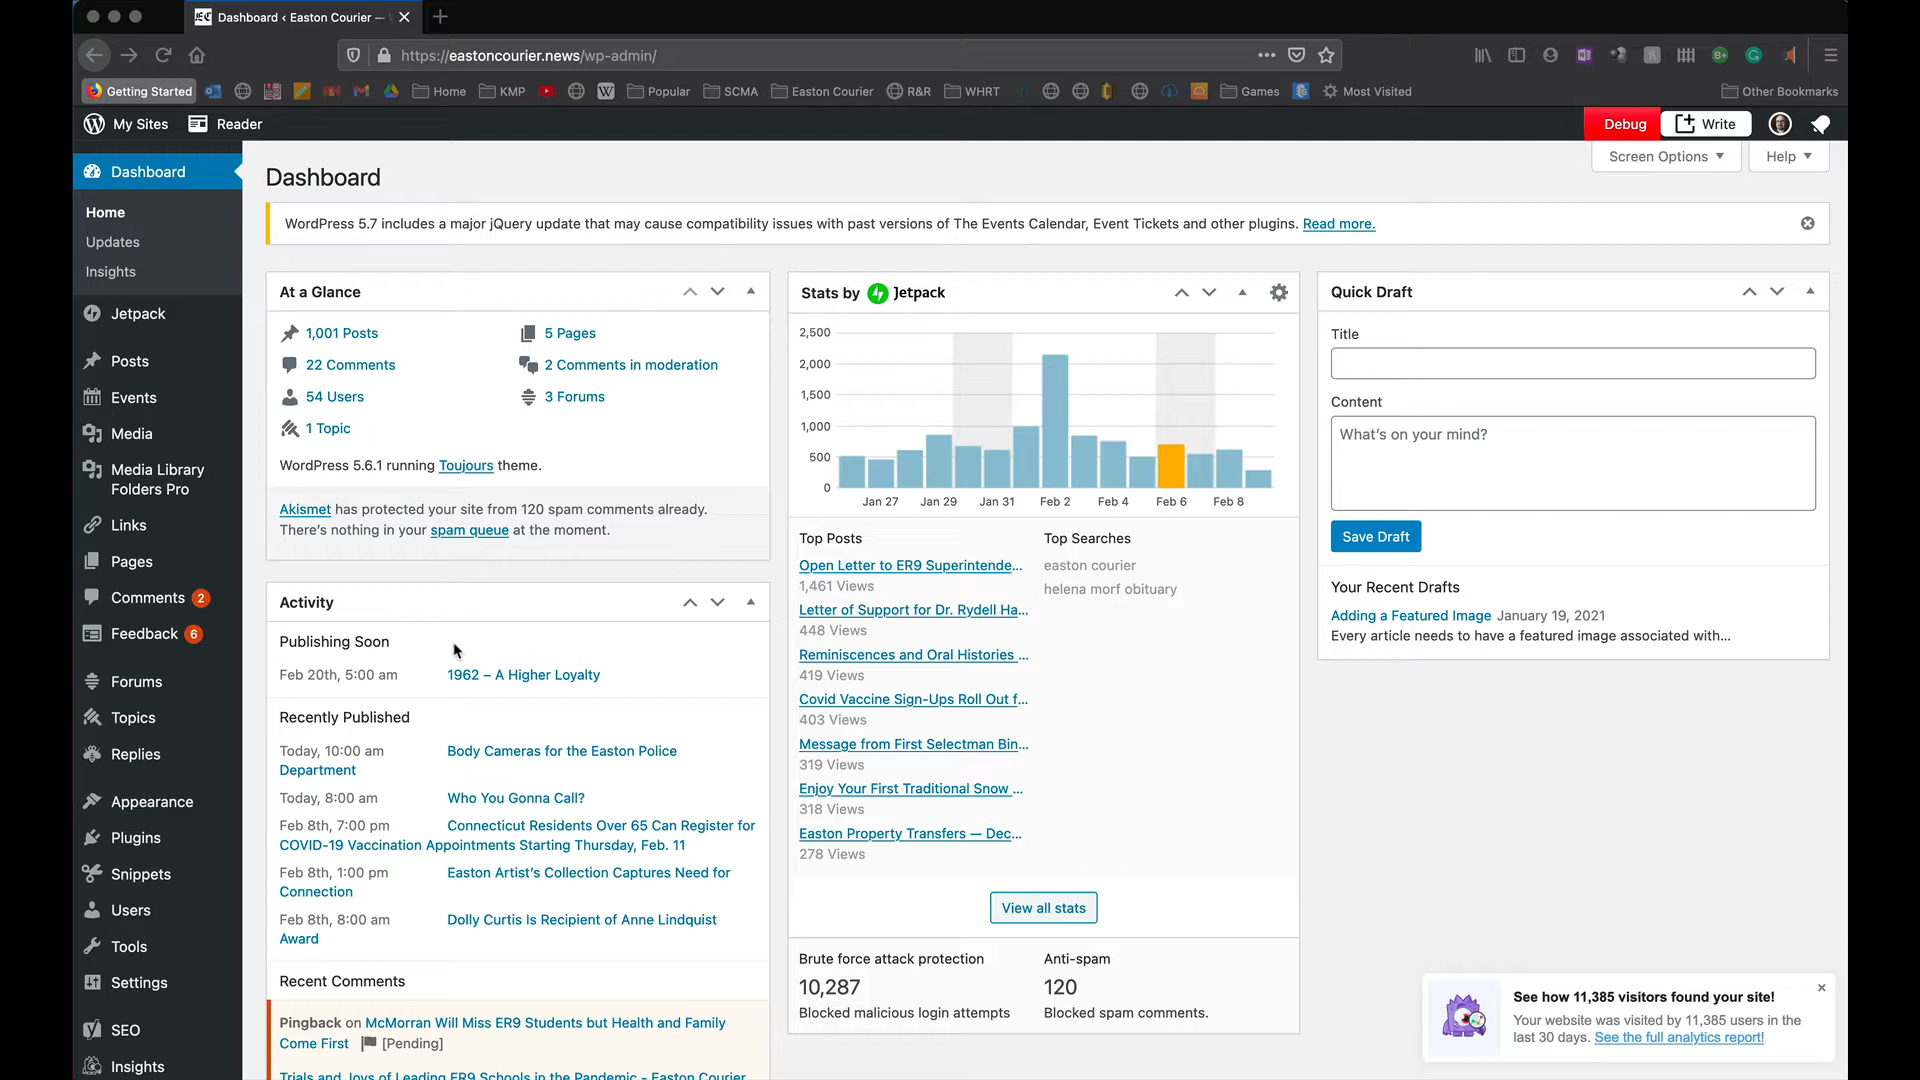 Dashboard ‹ Easton Courier —
https://eastoncourier.news/wp-admin/
Getting Started
Home
KMP
Popular
SCMA
Easton Courier
R&R
WHRT
Games
Most Visited
Other Bookmarks
My Sites
Reader
Debug
Write
Dashboard
Home
Updates
Insights
Jetpack
Posts
Events
Media
Media Library
Folders Pro
Links
Pages
Comments 2
Feedback 6
Forums
Topics
Replies
Appearance
Plugins
Snippets
Users
Tools
Settings
SEO
Insights
Screen Options
Help
Dashboard
WordPress 5.7 includes a major jQuery update that may cause compatibility issues with past versions of The Events Calendar, Event Tickets and other plugins. Read more.
At a Glance
1,001 Posts
5 Pages
22 Comments
2 Comments in moderation
54 Users
3 Forums
1 Topic
WordPress 5.6.1 running Toujours theme.
Akismet has protected your site from 120 spam comments already.
There's nothing in your spam queue at the moment.
Activity
Publishing Soon
Feb 20th, 5:00 am 1962 – A Higher Loyalty
Recently Published
Today, 10:00 am Body Cameras for the Easton Police
Department
Today, 8:00 am Who You Gonna Call?
Feb 8th, 7:00 pm Connecticut Residents Over 65 Can Register for
COVID-19 Vaccination Appointments Starting Thursday, Feb. 11
Feb 8th, 1:00 pm Easton Artist's Collection Captures Need for
Connection
Feb 8th, 8:00 am Dolly Curtis Is Recipient of Anne Lindquist
Award
Recent Comments
Pingback on McMorran Will Miss ER9 Students but Health and Family
Come First [Pending]
Trials and Joys of Leading ER9 Schools in the Pandemic - Easton Courier
Stats by Jetpack
2,500
2,000
1,500
1,000
500
0
Jan 27 Jan 29 Jan 31 Feb 2 Feb 4 Feb 6 Feb 8
Top Posts
Open Letter to ER9 Superintende...
1,461 Views
Letter of Support for Dr. Rydell Ha...
448 Views
Reminiscences and Oral Histories ...
419 Views
Covid Vaccine Sign-Ups Roll Out f...
403 Views
Message from First Selectman Bin...
319 Views
Enjoy Your First Traditional Snow ...
318 Views
Easton Property Transfers — Dec...
278 Views
Top Searches
easton courier
helena morf obituary
View all stats
Brute force attack protection
10,287
Blocked malicious login attempts
Anti-spam
120
Blocked spam comments.
Quick Draft
Title
Content
What's on your mind?
Save Draft
Your Recent Drafts
Adding a Featured Image January 19, 2021
Every article needs to have a featured image associated with...
See how 11,385 visitors found your site!
Your website was visited by 11,385 users in the
last 30 days. See the full analytics report!